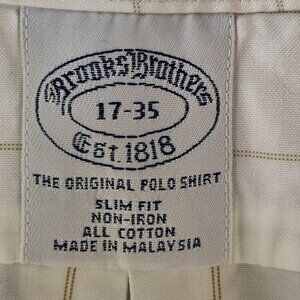 Brooks Brothers
17-35
Est. 1818
THE ORIGINAL POLO SHIRT
SLIM FIT
NON-IRON
ALL COTTON
MADE IN MALAYSIA